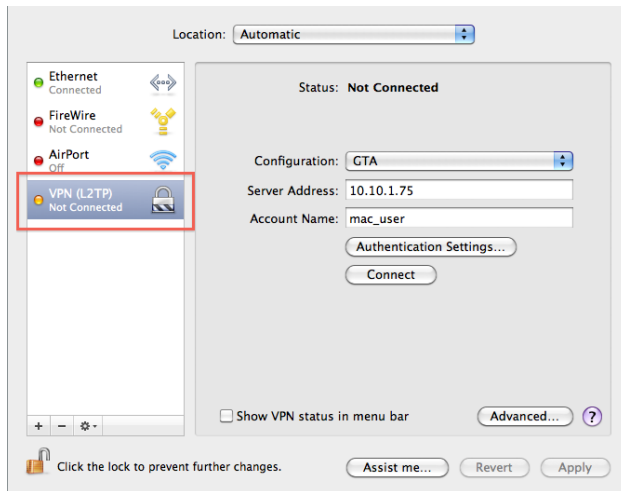 Location: Automatic
Ethernet
Connected
FireWire
Not Connected
AirPort
Off
VPN (L2TP)
Not Connected
Status: Not Connected
Configuration: GTA
Server Address: 10.10.1.75
Account Name: mac_user
Authentication Settings...
Connect
Show VPN status in menu bar
Advanced...
?
+ −
Click the lock to prevent further changes.
Assist me...
Revert
Apply